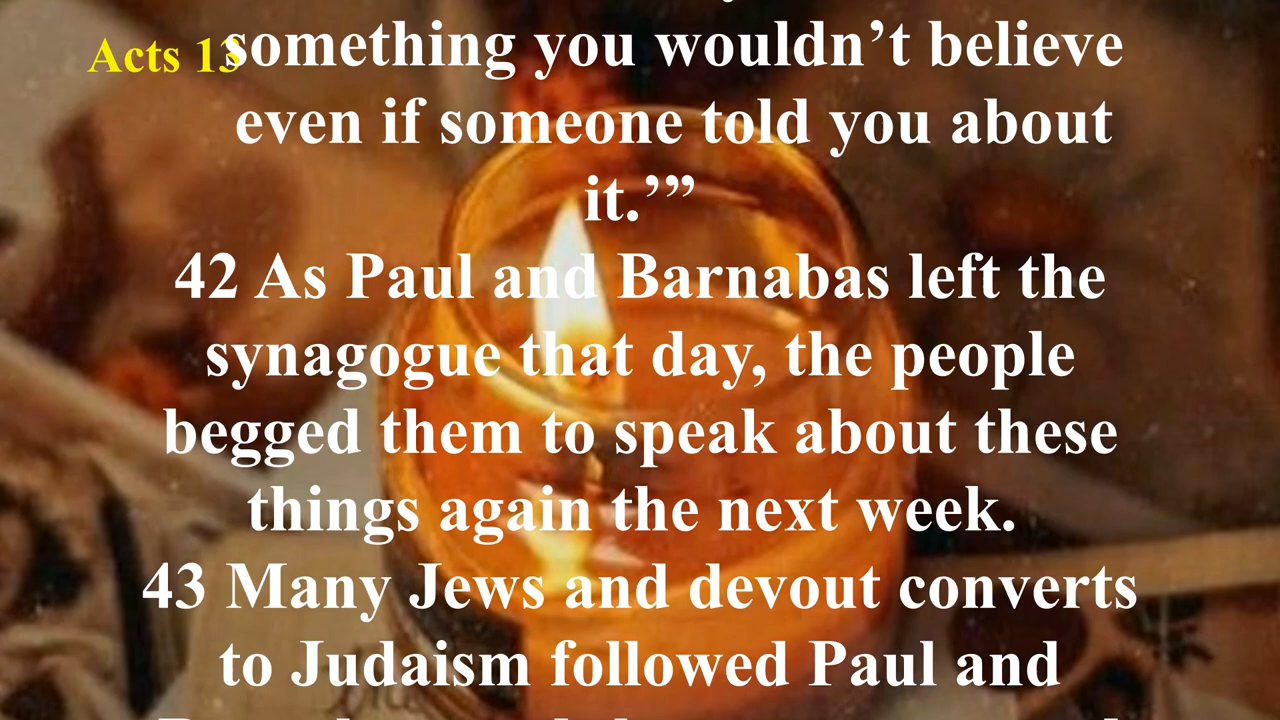 Acts 13
something you wouldn’t believe
even if someone told you about
it.’”
42 As Paul and Barnabas left the
synagogue that day, the people
begged them to speak about these
things again the next week.
43 Many Jews and devout converts
to Judaism followed Paul and